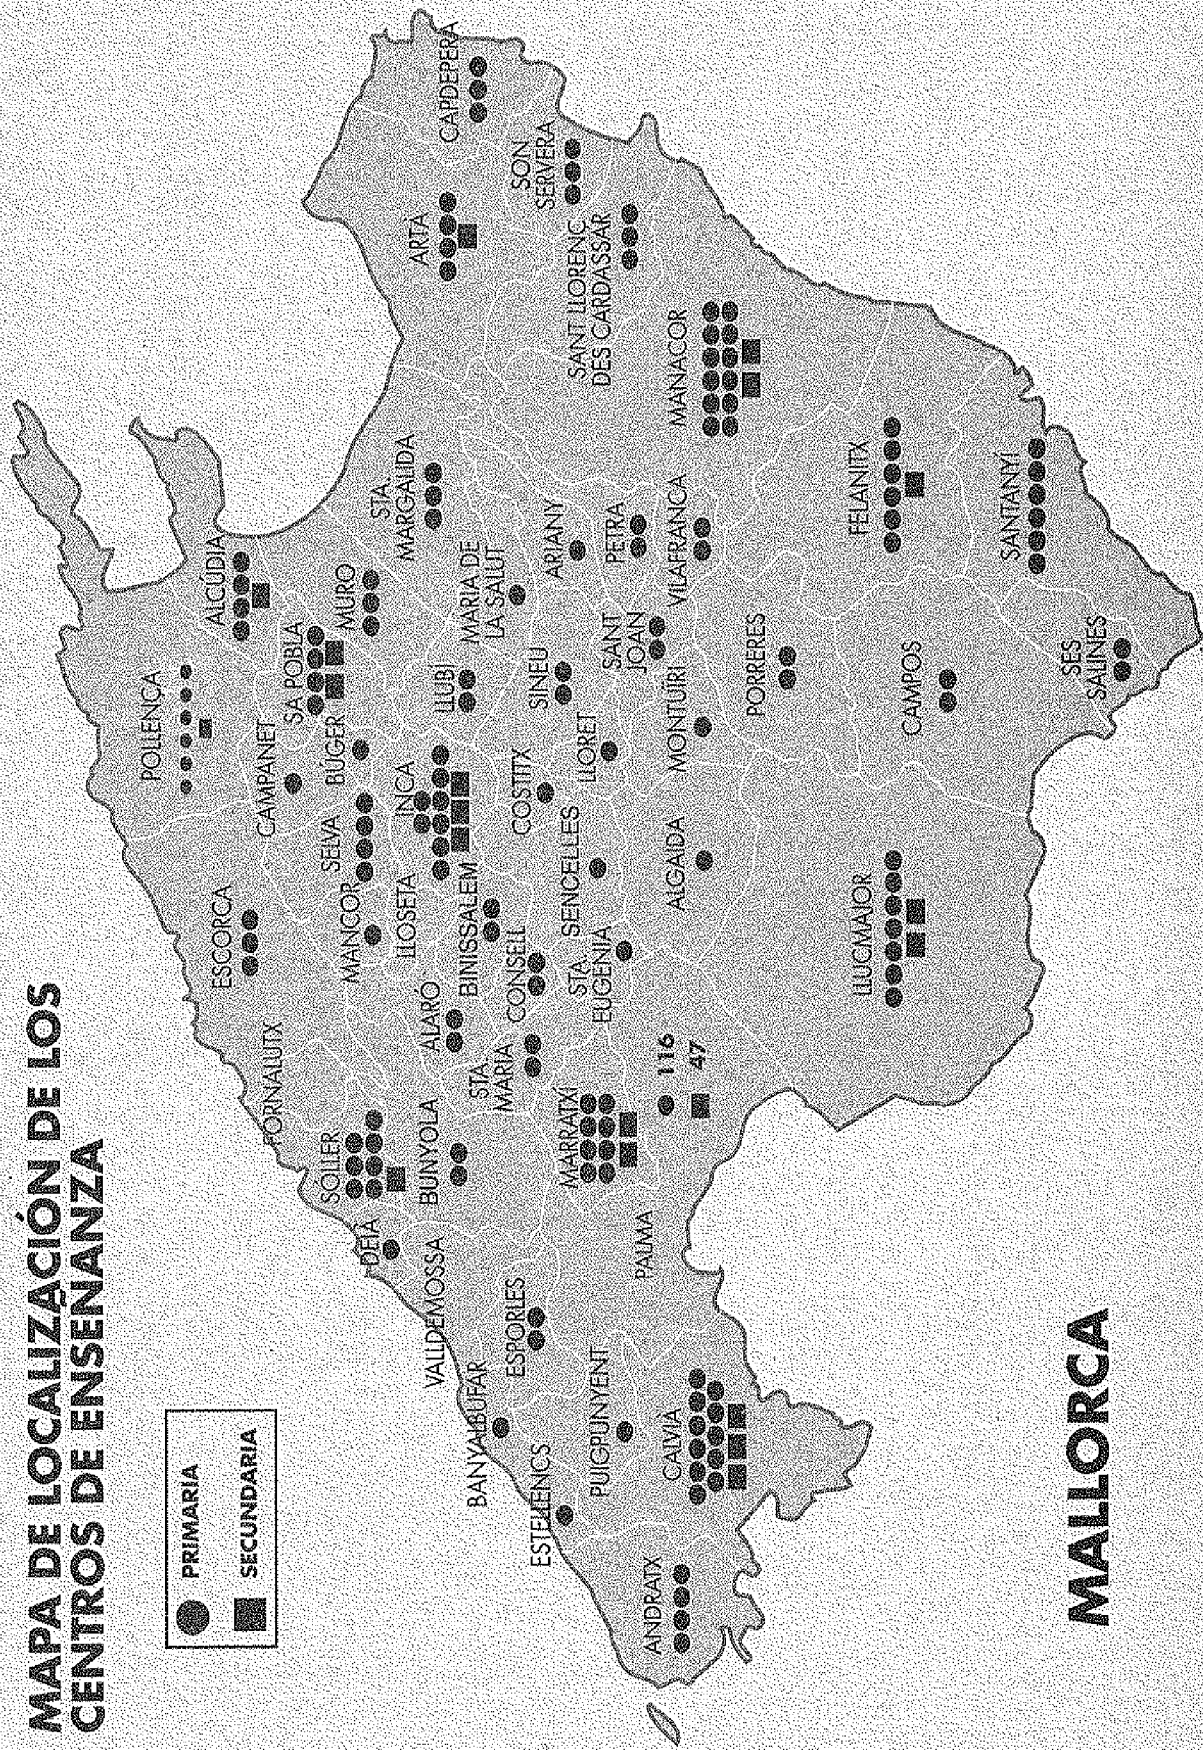 MAPA DE LOCALIZACIÓN DE LOS
CENTROS DE ENSEÑANZA
PRIMARIA
SECUNDARIA
POLLENÇA
ALCÚDIA
ESCORCA
CAMPANET
SA POBLA
BÚGER
MURO
FORNALUTX
SÓLLER
MANCOR
SELVA
STA.
MARGALIDA
ARTÀ
CAPDEPERA
DEIÀ
LLOSETA
INCA
LLUBÍ
MARIA DE
LA SALUT
VALLDEMOSSA
BUNYOLA
ALARÓ
BINISSALEM
SON
SERVERA
BANYALBUFAR
ESPORLES
STA.
MARIA
CONSELL
COSTITX
SINEU
ARIANY
ESTELLENCS
SENCELLES
STA.
EUGENIA
LLORET
SANT
JOAN
PETRA
SANT LLORENÇ
DES CARDASSAR
PUIGPUNYENT
MARRATXÍ
ANDRATX
CALVIA
PALMA
116
47
ALGAIDA
MONTUÏRI
VILAFRANCA
MANACOR
PORRERES
LLUCMAJOR
FELANITX
CAMPOS
SANTANYÍ
SES
SALINES
MALLORCA